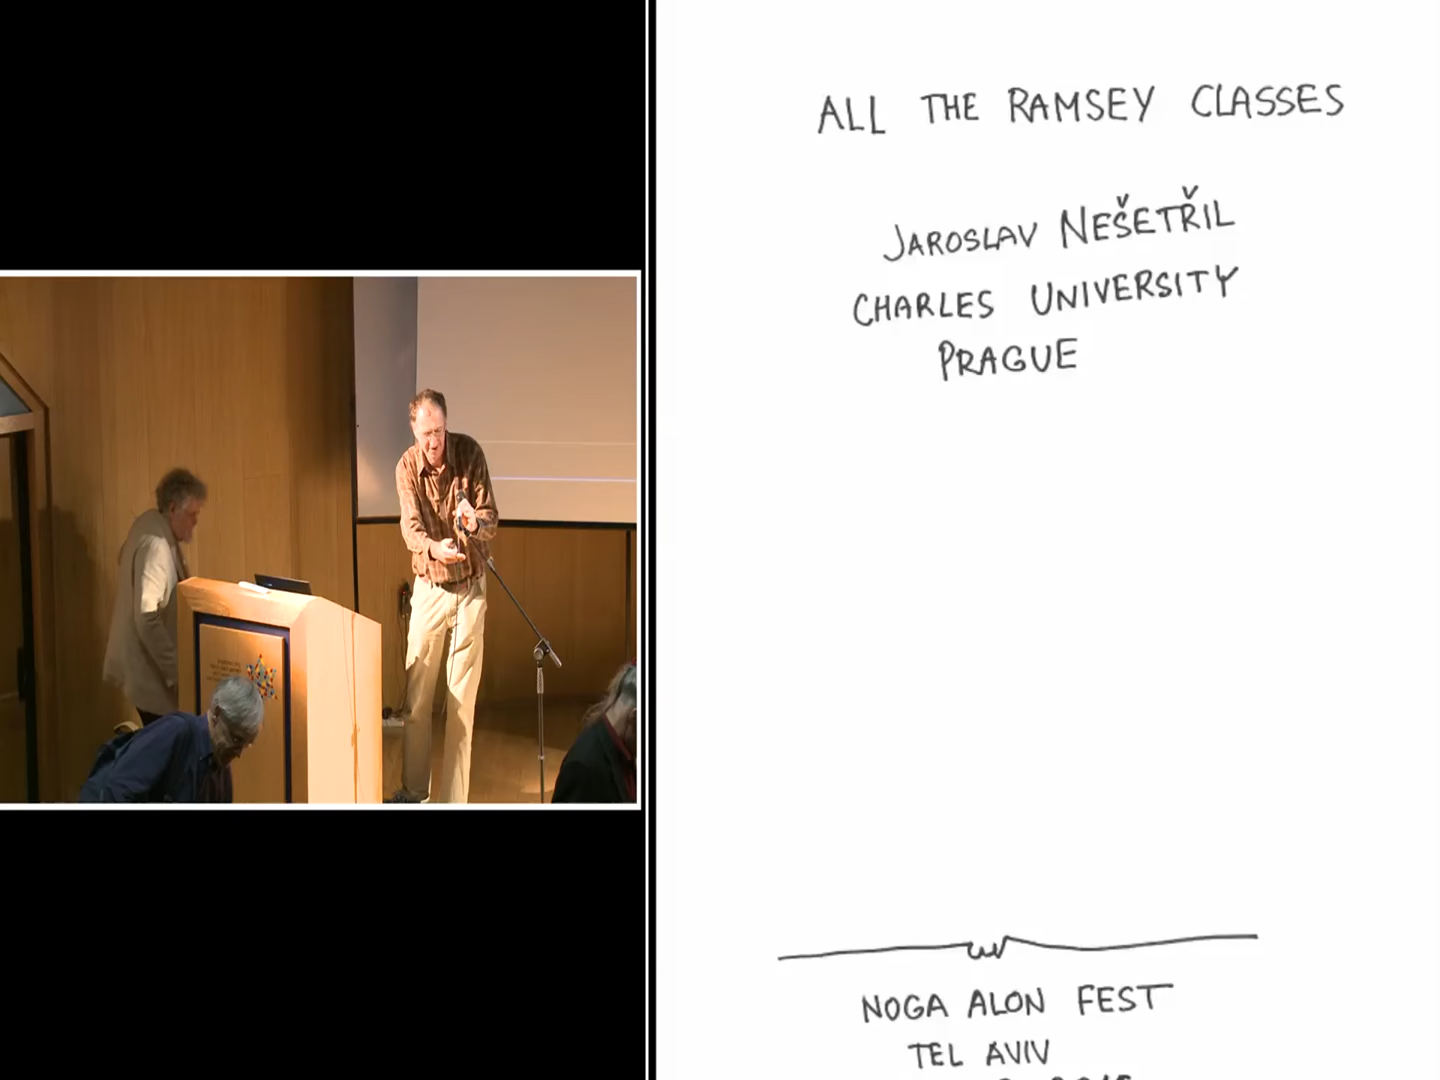 ALL THE RAMSEY CLASSES
JAROSLAV NEŠETŘIL
CHARLES UNIVERSITY
PRAGUE
NOGA ALON FEST
TEL AVIV